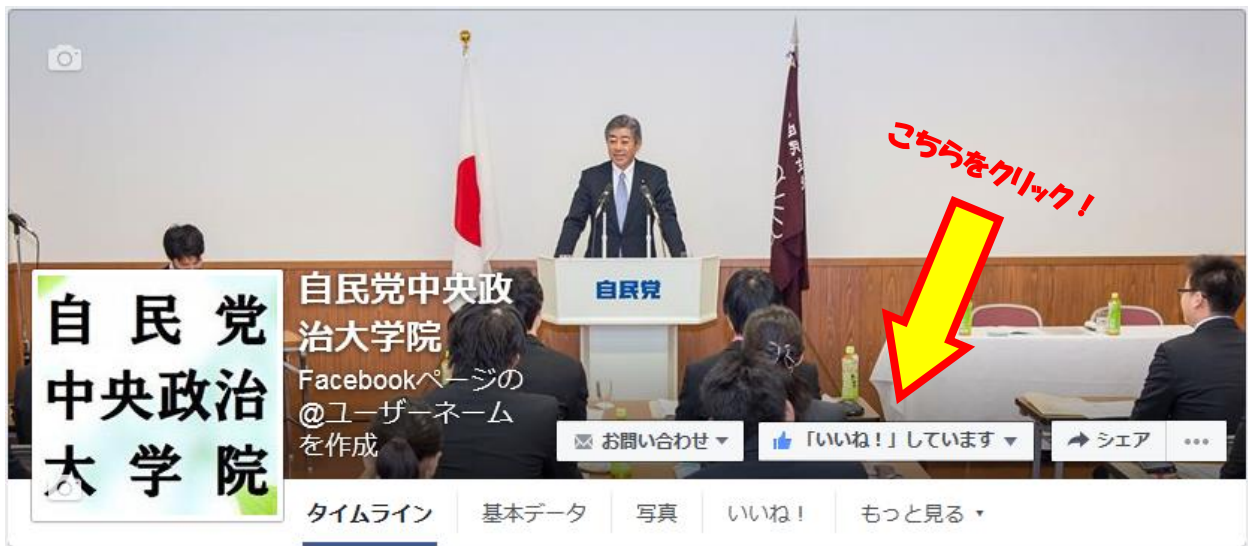 こちらをクリック！
自民党
自民党
中央政治
大学院
自民党中央政
治大学院
Facebookページの
@ユーザーネーム
を作成
お問い合わせ
「いいね！」しています
シェア
タイムライン
基本データ
写真
いいね！
もっと見る